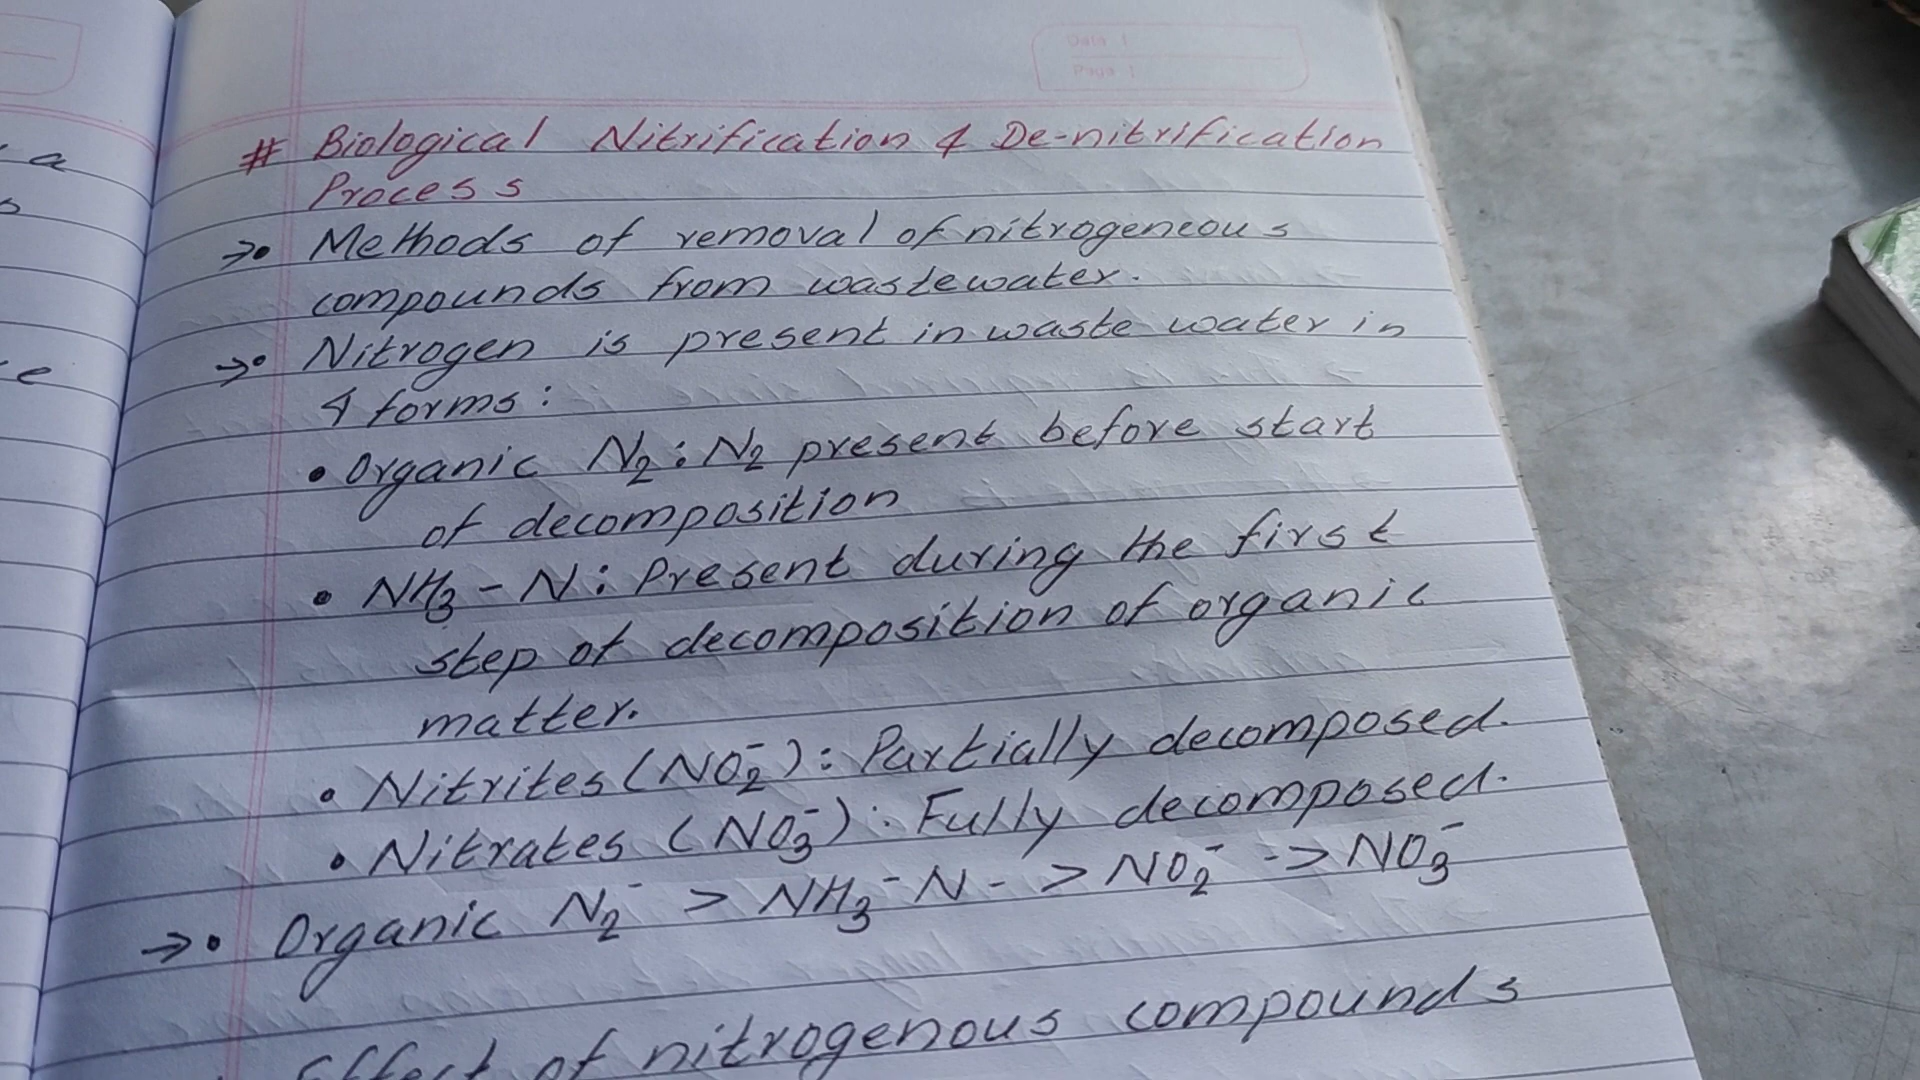 a
s
e
Date :
Page :
# Biological Nitrification & De-nitrification
Process
→• Methods of removal of nitrogeneous
compounds from wastewater.
→• Nitrogen is present in waste water in
4 forms :
• Organic N₂ : N₂ present before start
of decomposition
• NH₃ - N : Present during the first
step of decomposition of organic
matter.
• Nitrites (NO₂⁻) : Partially decomposed.
• Nitrates (NO₃⁻) : Fully decomposed.
→• Organic N₂ -> NH₃-N -> NO₂⁻ -> NO₃⁻
Effect of nitrogenous compounds